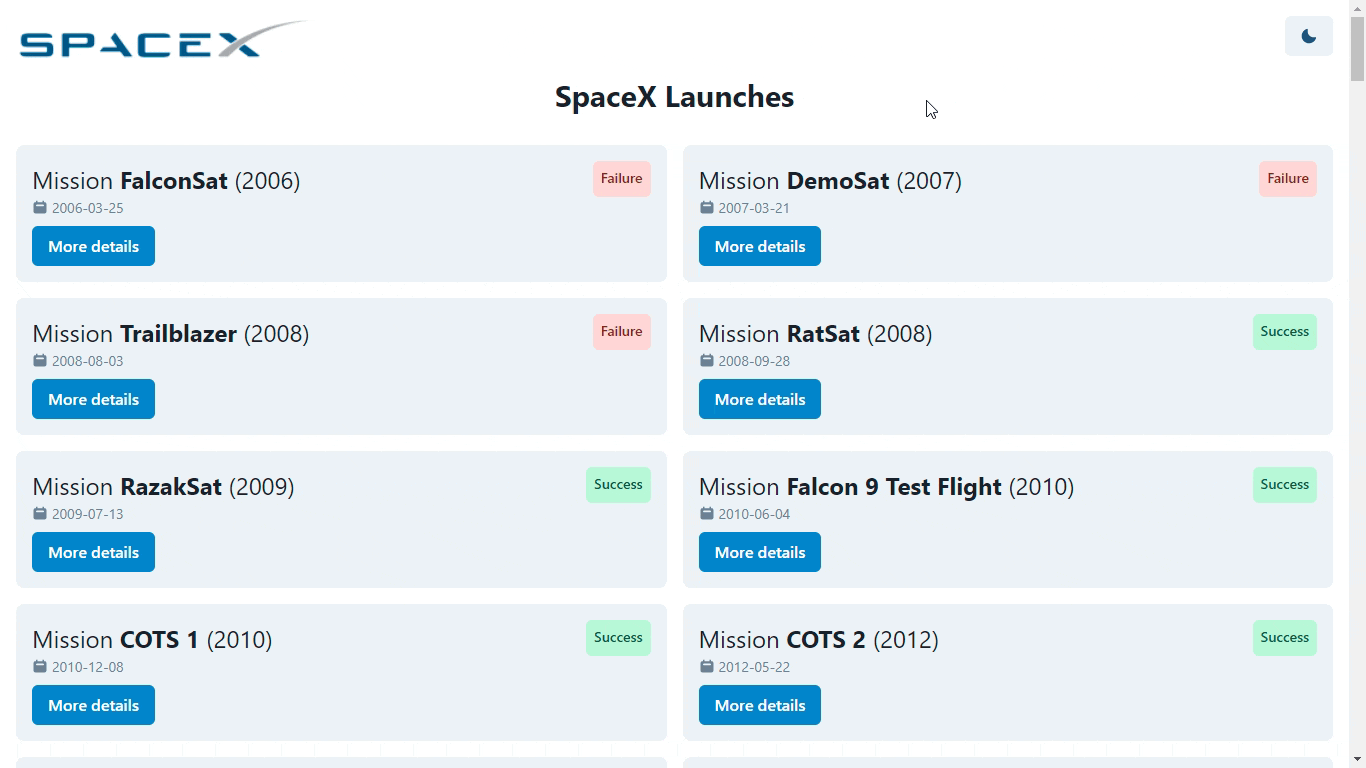 SPACEX
SpaceX Launches
Mission FalconSat (2006)
Failure
2006-03-25
More details
Mission DemoSat (2007)
Failure
2007-03-21
More details
Mission Trailblazer (2008)
Failure
2008-08-03
More details
Mission RatSat (2008)
Success
2008-09-28
More details
Mission RazakSat (2009)
Success
2009-07-13
More details
Mission Falcon 9 Test Flight (2010)
Success
2010-06-04
More details
Mission COTS 1 (2010)
Success
2010-12-08
More details
Mission COTS 2 (2012)
Success
2012-05-22
More details